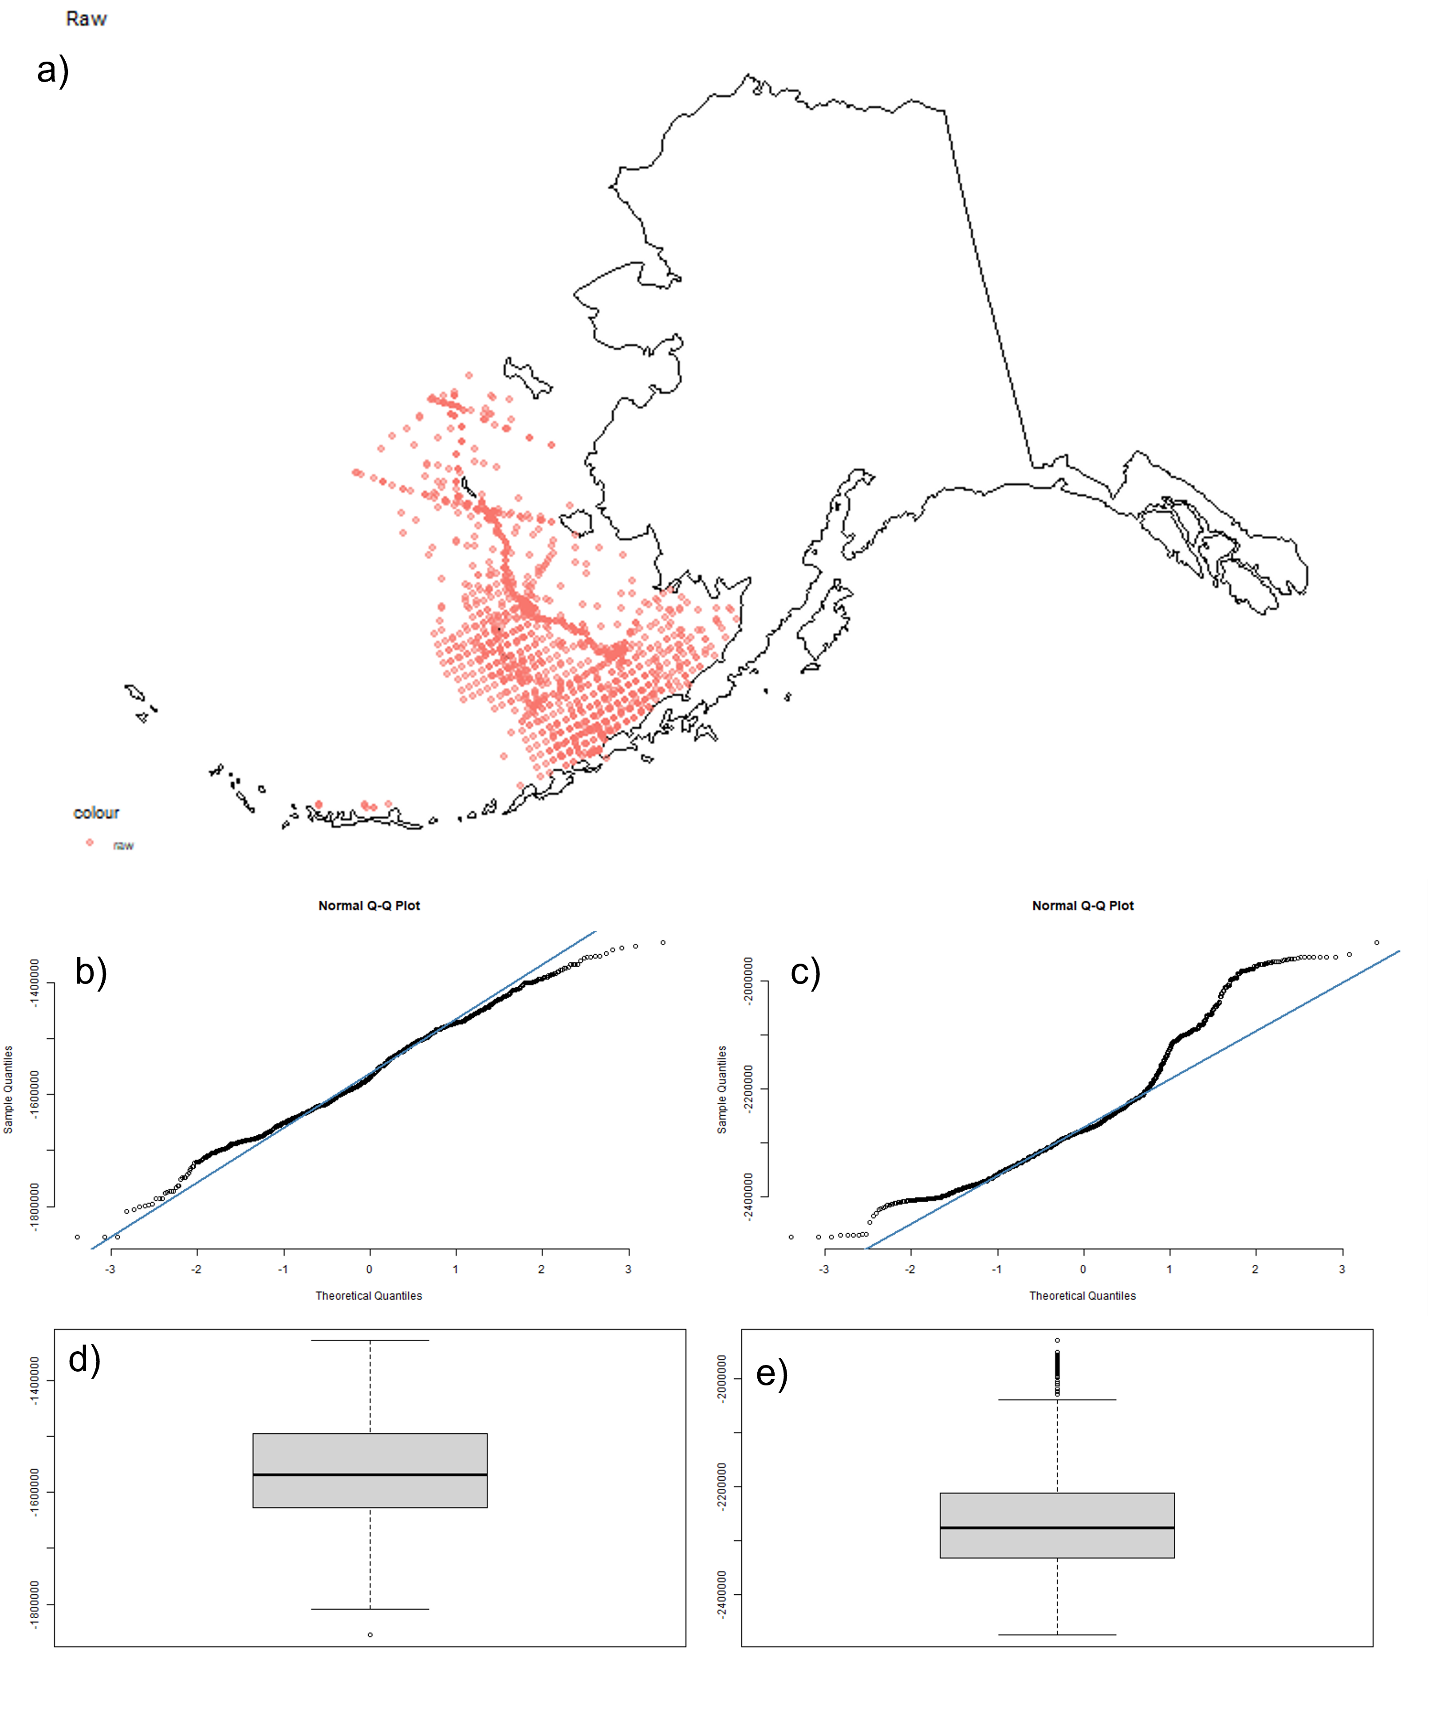 Raw
a)
colour
raw
Normal Q-Q Plot
b)
Sample Quantiles
-1400000
-1600000
-1800000
-3 -2 -1 0 1 2 3
Theoretical Quantiles
Normal Q-Q Plot
c)
Sample Quantiles
-2000000
-2200000
-2400000
-3 -2 -1 0 1 2 3
Theoretical Quantiles
d)
-1400000
-1600000
-1800000
e)
-2000000
-2200000
-2400000